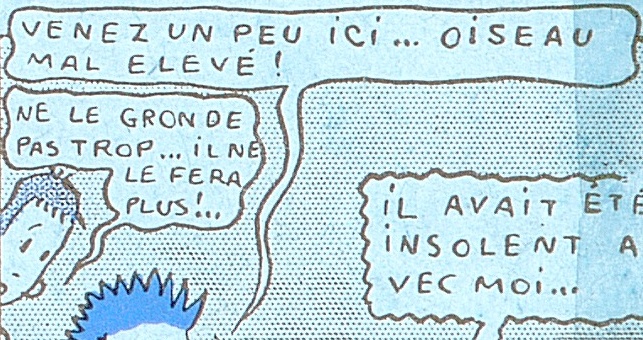 VENEZ UN PEU iCi... OiSEAU
MAL ELEVÉ !
NE LE GRONDE
PAS TROP... iL NE
LE FERA
PLUS !...
iL AVAiT ÉTÉ
iNSOLENT A
VEC MOi...